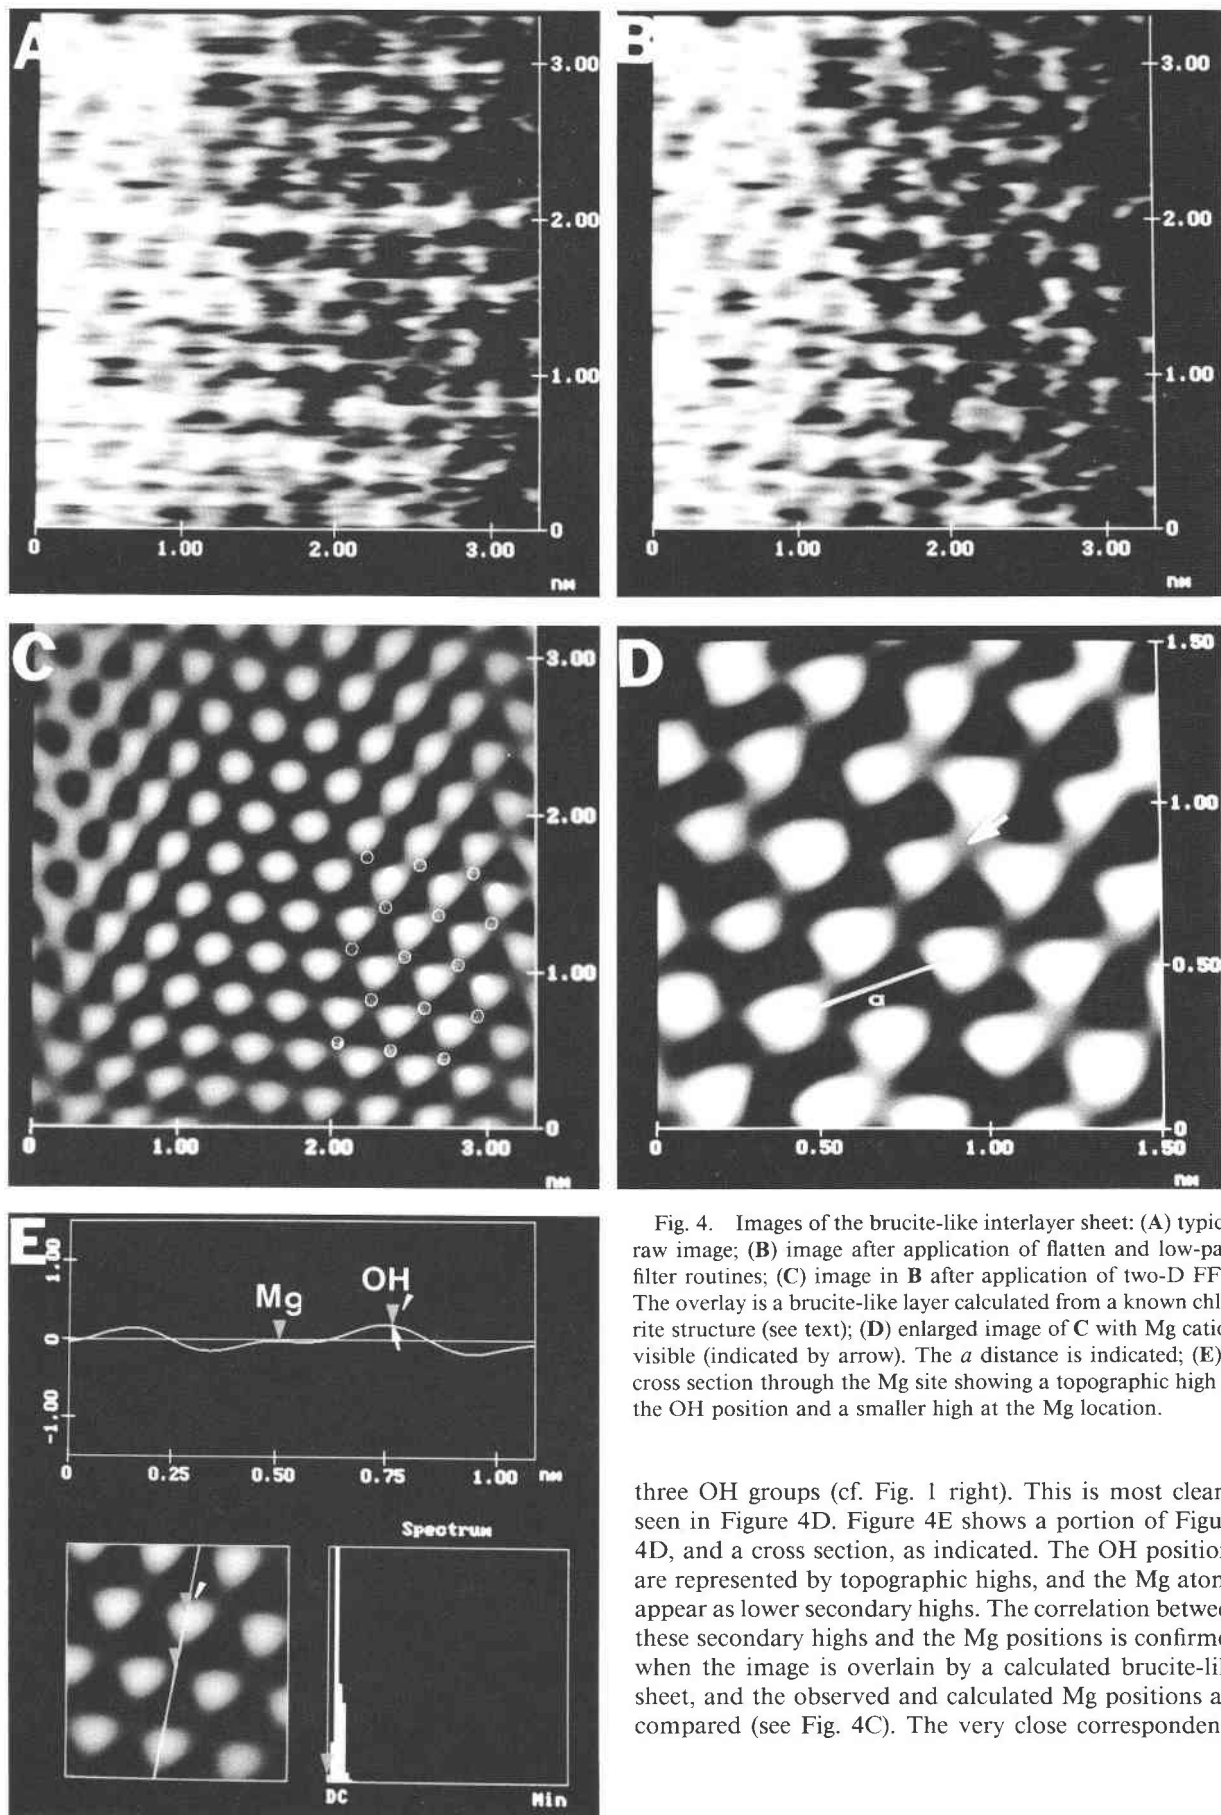 A
3.00
2.00
1.00
0
0 1.00 2.00 3.00
nm
B
3.00
2.00
1.00
0
0 1.00 2.00 3.00
nm
C
3.00
2.00
1.00
0
0 1.00 2.00 3.00
nm
D
1.50
1.00
0.50
0
a
0 0.50 1.00 1.50
nm
E
1.00
0
-1.00
Mg
OH
0 0.25 0.50 0.75 1.00 nm
Spectrum
DC
Min
Fig. 4. Images of the brucite-like interlayer sheet: (A) typic
raw image; (B) image after application of flatten and low-pa
filter routines; (C) image in B after application of two-D FF
The overlay is a brucite-like layer calculated from a known chl
rite structure (see text); (D) enlarged image of C with Mg catio
visible (indicated by arrow). The a distance is indicated; (E)
cross section through the Mg site showing a topographic high
the OH position and a smaller high at the Mg location.
three OH groups (cf. Fig. 1 right). This is most clear
seen in Figure 4D. Figure 4E shows a portion of Figu
4D, and a cross section, as indicated. The OH position
are represented by topographic highs, and the Mg aton
appear as lower secondary highs. The correlation betwee
these secondary highs and the Mg positions is confirme
when the image is overlain by a calculated brucite-lik
sheet, and the observed and calculated Mg positions a
compared (see Fig. 4C). The very close corresponden